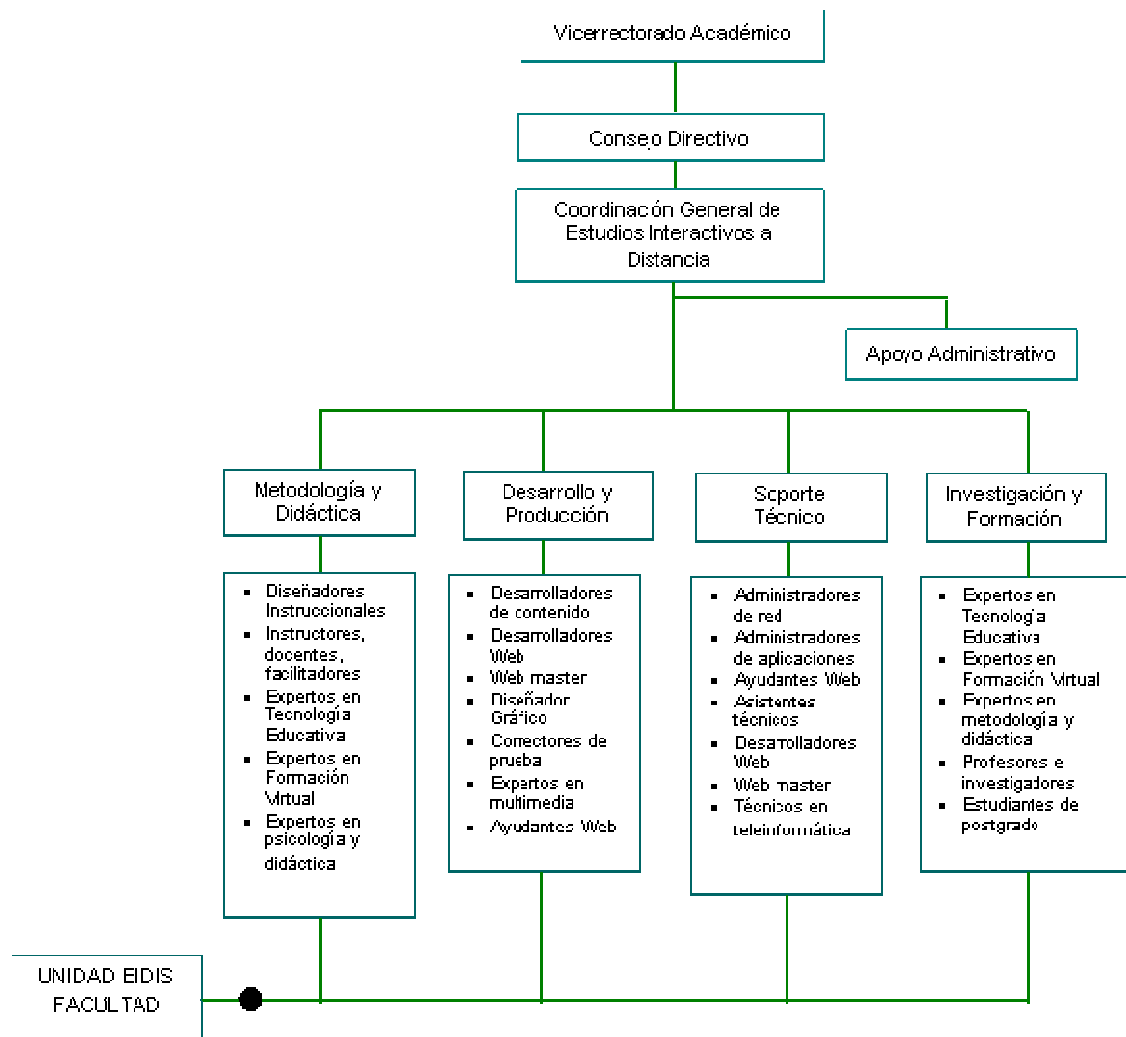 Vicerrectorado Académico
Consejo Directivo
Coordinación General de
Estudios Interactivos a
Distancia
Apoyo Administrativo
Metodología y
Didáctica
▪ Diseñadores
Instruccionales
▪ Instructores,
docentes,
facilitadores
▪ Expertos en
Tecnología
Educativa
▪ Expertos en
Formación
Virtual
▪ Expertos en
psicología y
didáctica
Desarrollo y
Producción
▪ Desarrolladores
de contenido
▪ Desarrolladores
Web
▪ Web master
▪ Diseñador
Gráfico
▪ Correctores de
prueba
▪ Expertos en
multimedia
▪ Ayudantes Web
Soporte
Técnico
▪ Administradores
de red
▪ Administradores
de aplicaciones
▪ Ayudantes Web
▪ Asistentes
técnicos
▪ Desarrolladores
Web
▪ Web master
▪ Técnicos en
teleinformática
Investigación y
Formación
▪ Expertos en
Tecnología
Educativa
▪ Expertos en
Formación Virtual
▪ Expertos en
metodología y
didáctica
▪ Profesores e
investigadores
▪ Estudiantes de
postgrado
UNIDAD EIDIS
FACULTAD